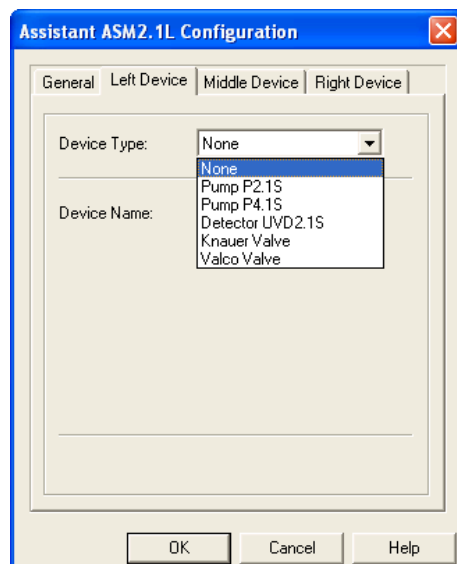 Assistant ASM2.1L Configuration
General Left Device Middle Device Right Device
Device Type: None
None
Pump P2.1S
Pump P4.1S
Device Name:
Detector UVD2.1S
Knauer Valve
Valco Valve
OK Cancel Help